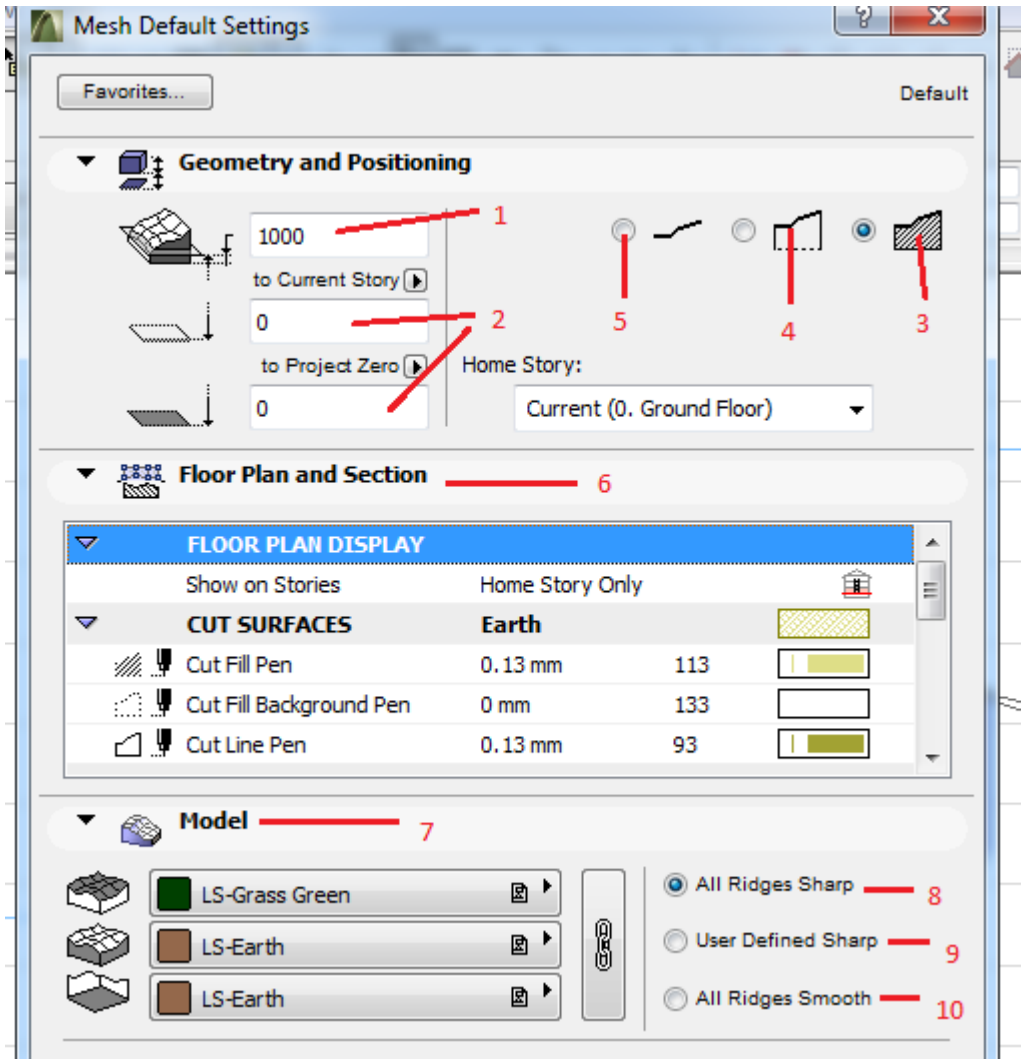 Mesh Default Settings
?
X
Favorites...
Default
Geometry and Positioning
1000
1
to Current Story
0
2
5
4
3
to Project Zero
Home Story:
0
Current (0. Ground Floor)
Floor Plan and Section
6
FLOOR PLAN DISPLAY
Show on Stories Home Story Only
CUT SURFACES Earth
Cut Fill Pen 0.13 mm 113
Cut Fill Background Pen 0 mm 133
Cut Line Pen 0.13 mm 93
Model
7
LS-Grass Green
All Ridges Sharp
8
LS-Earth
User Defined Sharp
9
LS-Earth
All Ridges Smooth
10